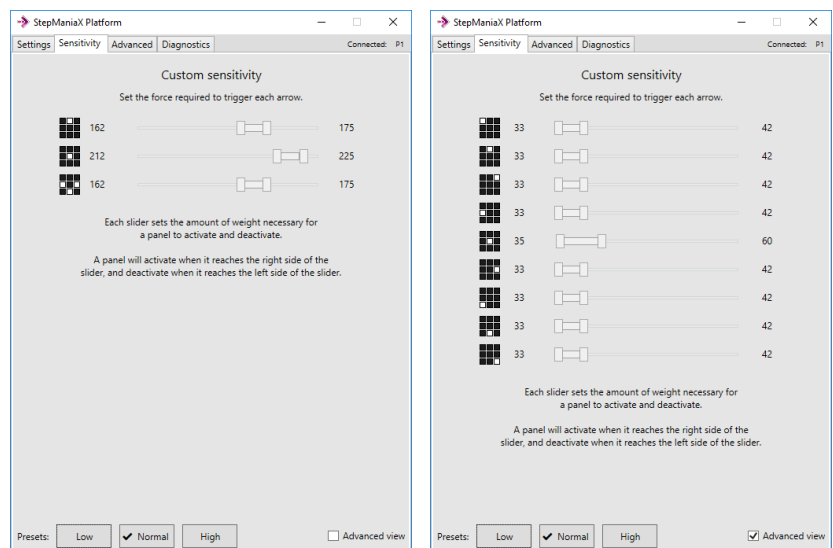 StepManiaX Platform
Settings Sensitivity Advanced Diagnostics Connected: P1
Custom sensitivity
Set the force required to trigger each arrow.
162 175
212 225
162 175
Each slider sets the amount of weight necessary for
a panel to activate and deactivate.
A panel will activate when it reaches the right side of the
slider, and deactivate when it reaches the left side of the slider.
Presets: Low Normal High Advanced view
StepManiaX Platform
Settings Sensitivity Advanced Diagnostics Connected: P1
Custom sensitivity
Set the force required to trigger each arrow.
33 42
33 42
33 42
33 42
35 60
33 42
33 42
33 42
33 42
Each slider sets the amount of weight necessary for
a panel to activate and deactivate.
A panel will activate when it reaches the right side of the
slider, and deactivate when it reaches the left side of the slider.
Presets: Low Normal High Advanced view